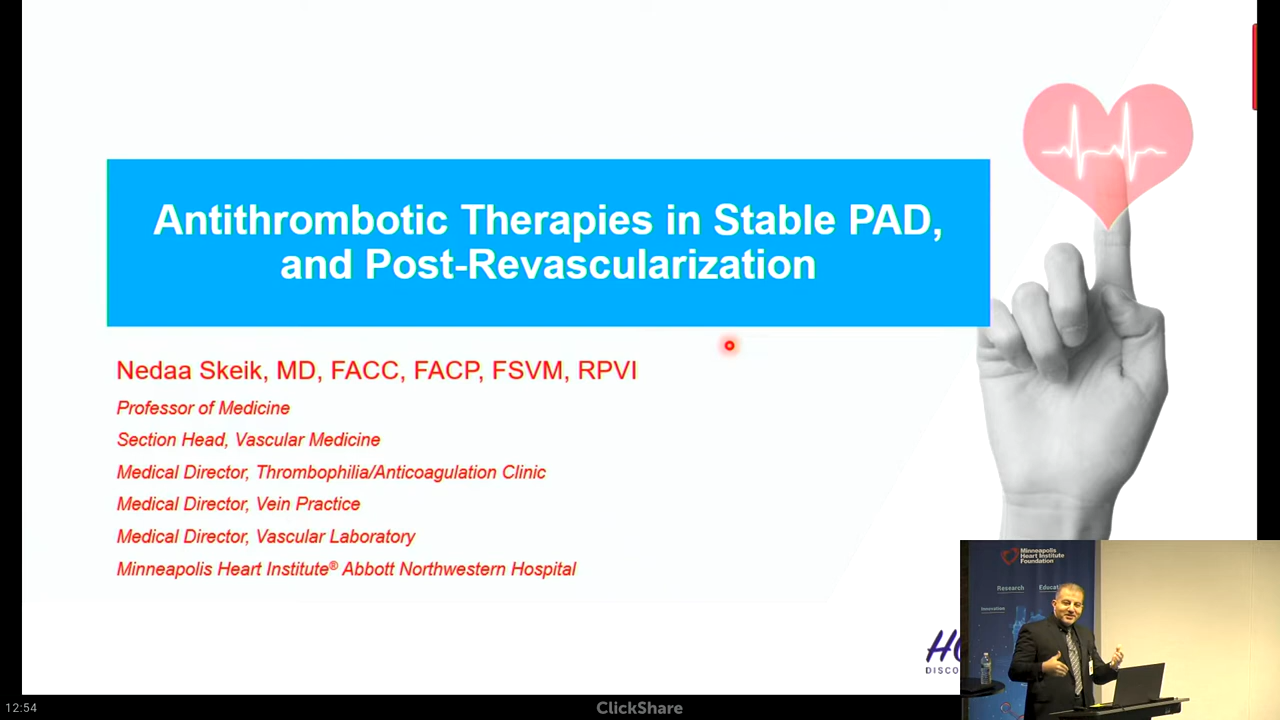 Antithrombotic Therapies in Stable PAD,
and Post-Revascularization
Nedaa Skeik, MD, FACC, FACP, FSVM, RPVI
Professor of Medicine
Section Head, Vascular Medicine
Medical Director, Thrombophilia/Anticoagulation Clinic
Medical Director, Vein Practice
Medical Director, Vascular Laboratory
Minneapolis Heart Institute® Abbott Northwestern Hospital
Minneapolis
Heart Institute
Foundation
Research
Innovation
12:54
ClickShare